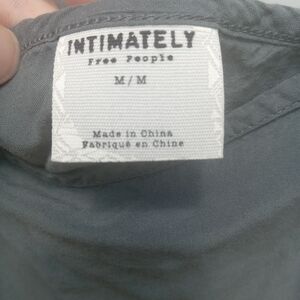 INTIMATELY
Free People
M/M
Made in China
Fabriqué en Chine